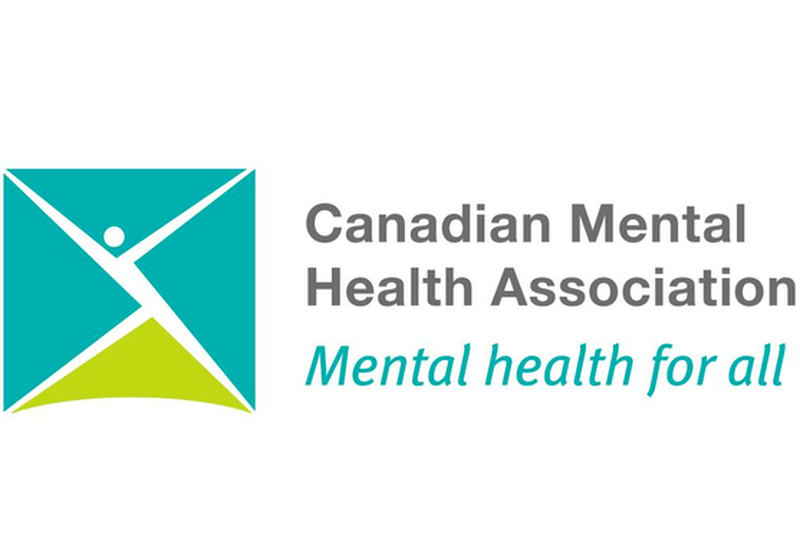 Canadian Mental
Health Association
Mental health for all